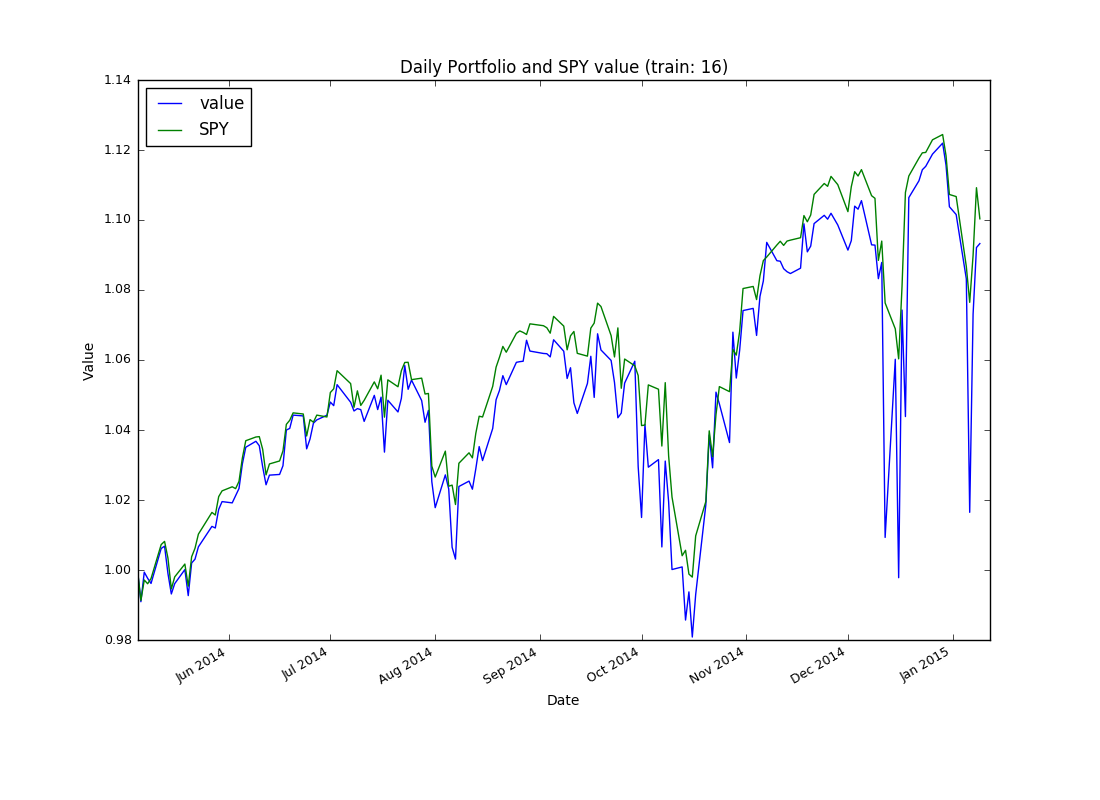 Daily Portfolio and SPY value (train: 16)
value
SPY
1.14
1.12
1.10
1.08
1.06
1.04
1.02
1.00
0.98
Value
Jun 2014
Jul 2014
Aug 2014
Sep 2014
Oct 2014
Nov 2014
Dec 2014
Jan 2015
Date